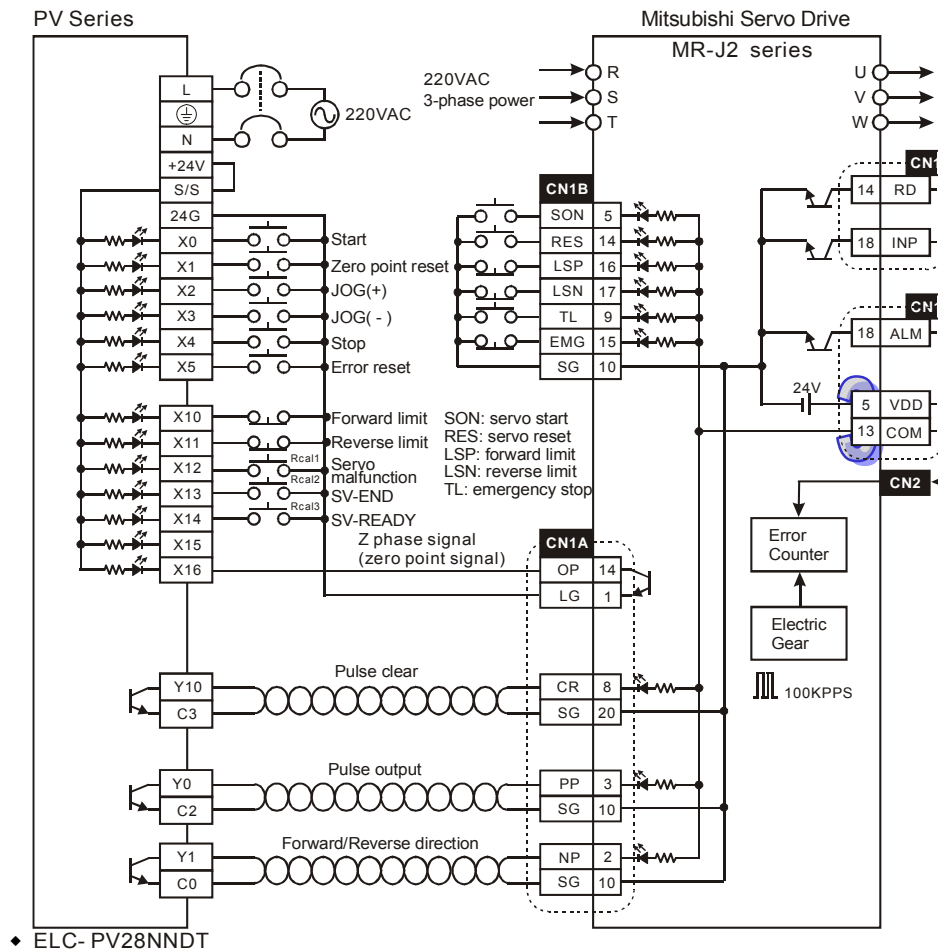 PV Series
Mitsubishi Servo Drive
MR-J2 series
L
N
+24V
S/S
24G
X0
X1
X2
X3
X4
X5
X10
X11
X12
X13
X14
X15
X16
220VAC
Start
Zero point reset
JOG(+)
JOG( - )
Stop
Error reset
Forward limit
Reverse limit
Rcal1
Servo
malfunction
Rcal2
SV-END
Rcal3
SV-READY
Z phase signal
(zero point signal)
220VAC
3-phase power
R
S
T
U
V
W
CN1B
SON 5
RES 14
LSP 16
LSN 17
TL 9
EMG 15
SG 10
SON: servo start
RES: servo reset
LSP: forward limit
LSN: reverse limit
TL: emergency stop
CN1
14 RD
18 INP
CN1
18 ALM
24V
5 VDD
13 COM
CN2
Error
Counter
Electric
Gear
100KPPS
CN1A
OP 14
LG 1
Pulse clear
Y10
C3
CR 8
SG 20
Pulse output
Y0
C2
PP 3
SG 10
Forward/Reverse direction
Y1
C0
NP 2
SG 10
ELC- PV28NNDT